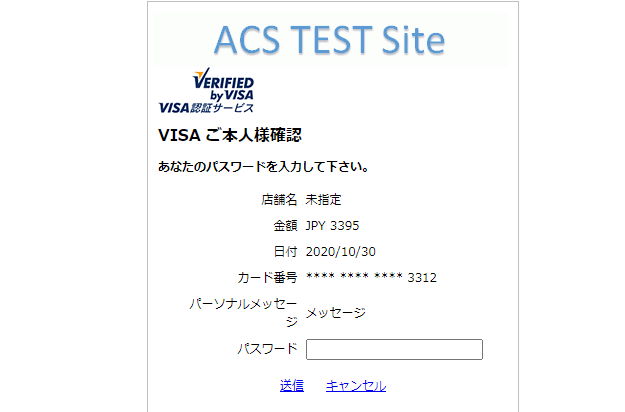 ACS TEST Site
VERIFIED
by VISA
VISA認証サービス
VISA ご本人様確認
あなたのパスワードを入力して下さい。
店舗名 未指定
金額 JPY 3395
日付 2020/10/30
カード番号 **** **** **** 3312
パーソナルメッセー
ジ メッセージ
パスワード
送信 キャンセル